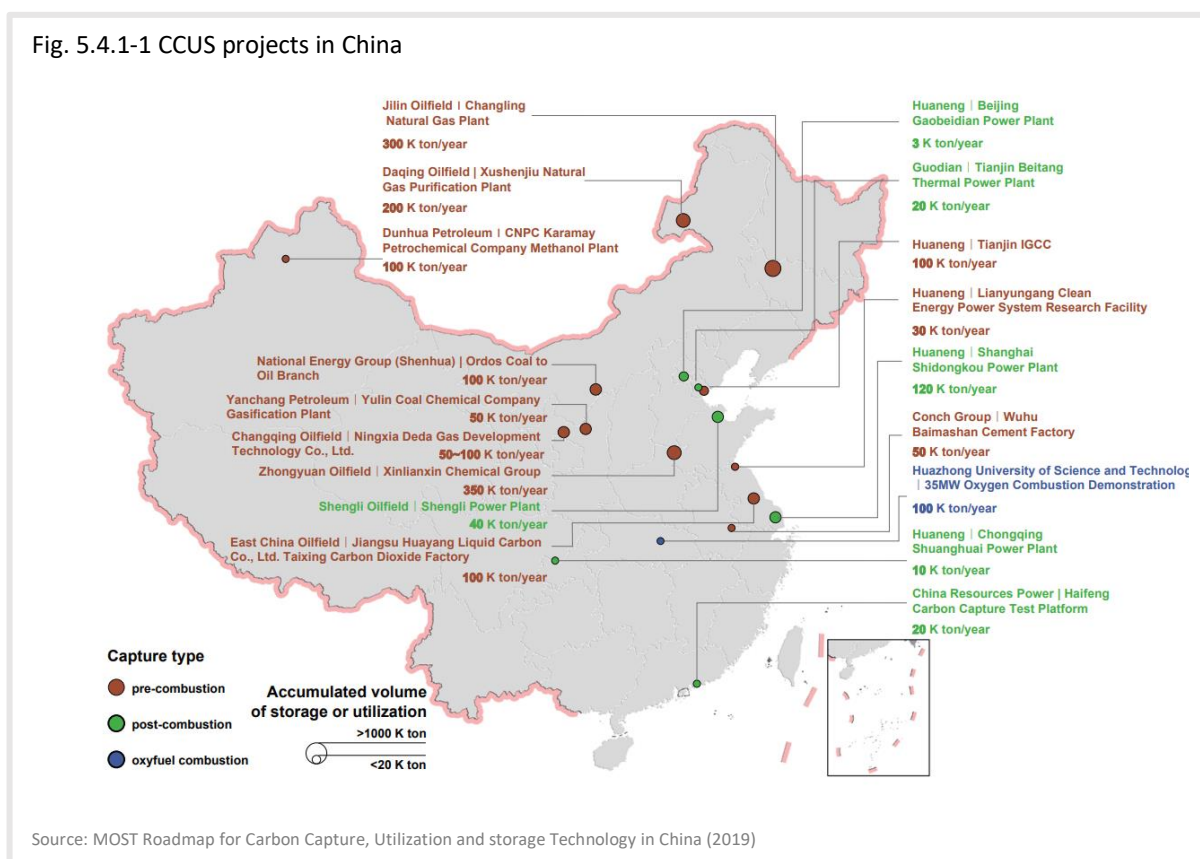 Fig. 5.4.1-1 CCUS projects in China
Jilin Oilfield | Changling
Natural Gas Plant
300 K ton/year
Daqing Oilfield | Xushenjiu Natural
Gas Purification Plant
200 K ton/year
Dunhua Petroleum | CNPC Karamay
Petrochemical Company Methanol Plant
100 K ton/year
National Energy Group (Shenhua) | Ordos Coal to
Oil Branch
100 K ton/year
Yanchang Petroleum | Yulin Coal Chemical Company
Gasification Plant
50 K ton/year
Changqing Oilfield | Ningxia Deda Gas Development
Technology Co., Ltd.
50~100 K ton/year
Zhongyuan Oilfield | Xinlianxin Chemical Group
350 K ton/year
Shengli Oilfield | Shengli Power Plant
40 K ton/year
East China Oilfield | Jiangsu Huayang Liquid Carbon
Co., Ltd. Taixing Carbon Dioxide Factory
100 K ton/year
Huaneng | Beijing
Gaobeidian Power Plant
3 K ton/year
Guodian | Tianjin Beitang
Thermal Power Plant
20 K ton/year
Huaneng | Tianjin IGCC
100 K ton/year
Huaneng | Lianyungang Clean
Energy Power System Research Facility
30 K ton/year
Huaneng | Shanghai
Shidongkou Power Plant
120 K ton/year
Conch Group | Wuhu
Baimashan Cement Factory
50 K ton/year
Huazhong University of Science and Technolog
| 35MW Oxygen Combustion Demonstration
100 K ton/year
Huaneng | Chongqing
Shuanghuai Power Plant
10 K ton/year
China Resources Power | Haifeng
Carbon Capture Test Platform
20 K ton/year
Capture type
pre-combustion
post-combustion
oxyfuel combustion
Accumulated volume
of storage or utilization
>1000 K ton
<20 K ton
Source: MOST Roadmap for Carbon Capture, Utilization and storage Technology in China (2019)